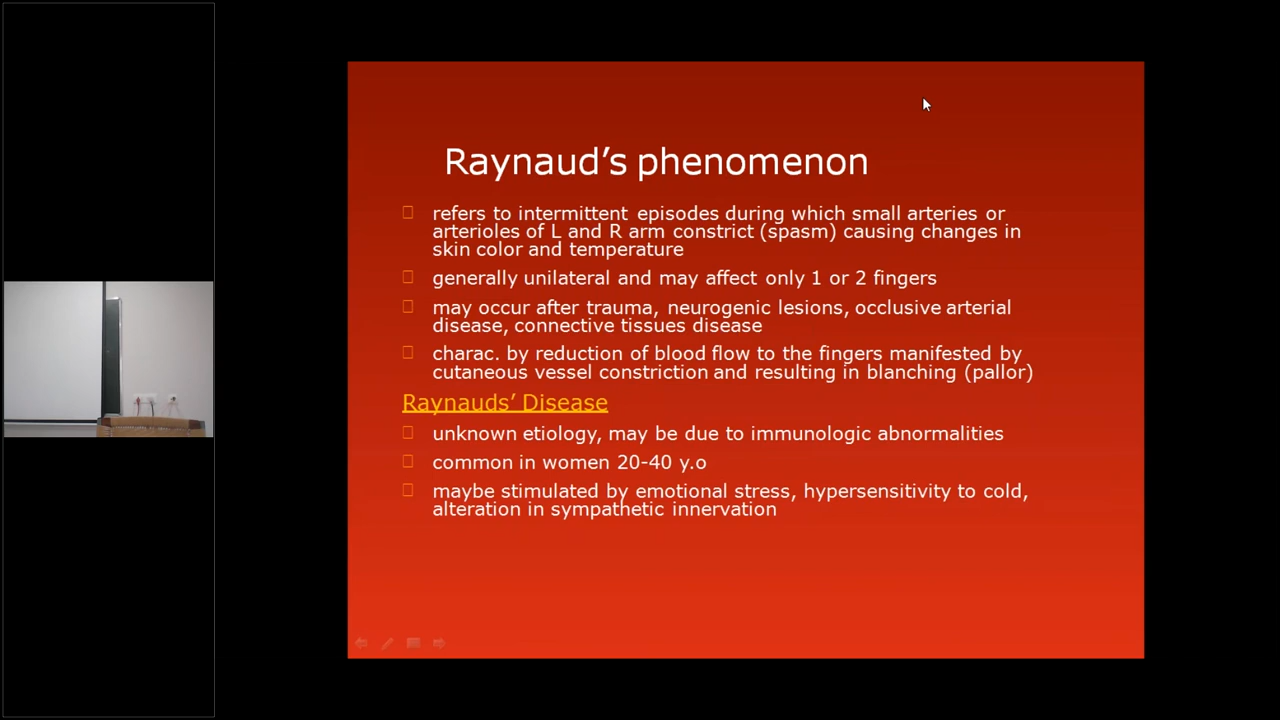 Raynaud’s phenomenon
refers to intermittent episodes during which small arteries or
arterioles of L and R arm constrict (spasm) causing changes in
skin color and temperature
generally unilateral and may affect only 1 or 2 fingers
may occur after trauma, neurogenic lesions, occlusive arterial
disease, connective tissues disease
charac. by reduction of blood flow to the fingers manifested by
cutaneous vessel constriction and resulting in blanching (pallor)
Raynauds’ Disease
unknown etiology, may be due to immunologic abnormalities
common in women 20-40 y.o
maybe stimulated by emotional stress, hypersensitivity to cold,
alteration in sympathetic innervation